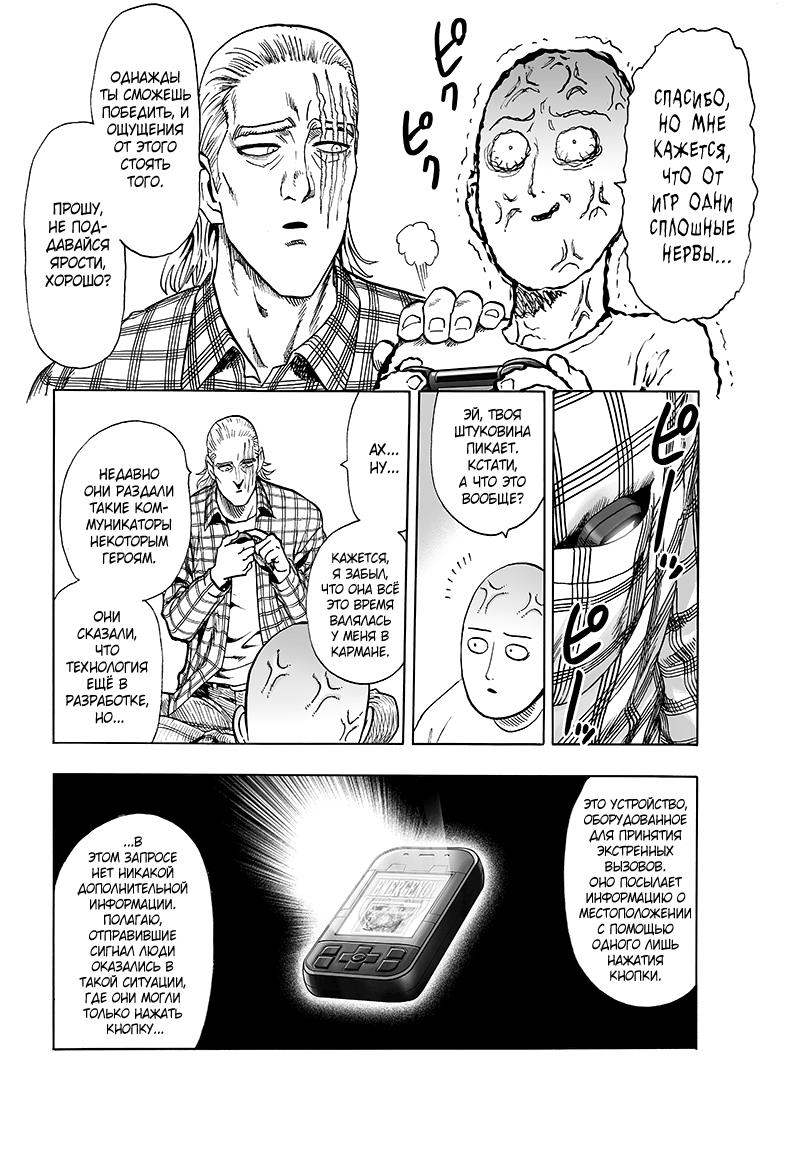 СПАСИБО,
НО МНЕ
КАЖЕТСЯ,
ЧТО ОТ
ИГР ОДНИ
СПЛОШНЫЕ
НЕРВЫ...
ピピクッ
ОДНАЖДЫ
ТЫ СМОЖЕШЬ
ПОБЕДИТЬ, И
ОЩУЩЕНИЯ
ОТ ЭТОГО
СТОЯТЬ
ТОГО.
ПРОШУ,
НЕ ПОД-
ДАВАЙСЯ
ЯРОСТИ,
ХОРОШО?
ピーッ
ピーッ
ЭЙ, ТВОЯ
ШТУКОВИНА
ПИКАЕТ.
КСТАТИ,
А ЧТО ЭТО
ВООБЩЕ?
АХ...
НУ...
КАЖЕТСЯ,
Я ЗАБЫЛ,
ЧТО ОНА ВСЁ
ЭТО ВРЕМЯ
ВАЛЯЛАСЬ
У МЕНЯ В
КАРМАНЕ.
НЕДАВНО
ОНИ РАЗДАЛИ
ТАКИЕ КОМ-
МУНИКАТОРЫ
НЕКОТОРЫМ
ГЕРОЯМ.
ОНИ
СКАЗАЛИ,
ЧТО
ТЕХНОЛОГИЯ
ЕЩЁ В
РАЗРАБОТКЕ,
НО...
ЭТО УСТРОЙСТВО,
ОБОРУДОВАННОЕ
ДЛЯ ПРИНЯТИЯ
ЭКСТРЕННЫХ
ВЫЗОВОВ.
ОНО ПОСЫЛАЕТ
ИНФОРМАЦИЮ О
МЕСТОПОЛОЖЕНИИ
С ПОМОЩЬЮ
ОДНОГО ЛИШЬ
НАЖАТИЯ
КНОПКИ.
...В
ЭТОМ ЗАПРОСЕ
НЕТ НИКАКОЙ
ДОПОЛНИТЕЛЬНОЙ
ИНФОРМАЦИИ.
ПОЛАГАЮ,
ОТПРАВИВШИЕ
СИГНАЛ ЛЮДИ
ОКАЗАЛИСЬ В
ТАКОЙ СИТУАЦИИ,
ГДЕ ОНИ МОГЛИ
ТОЛЬКО НАЖАТЬ
КНОПКУ...